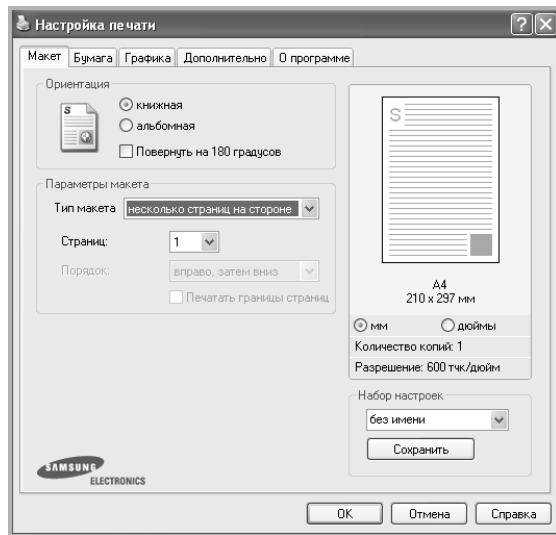 Настройка печати
Макет Бумага Графика Дополнительно О программе
Ориентация
S
книжная
альбомная
Повернуть на 180 градусов
Параметры макета
Тип макета несколько страниц на стороне
Страниц: 1
Порядок: вправо, затем вниз
Печатать границы страниц
S
A4
210 x 297 мм
мм дюймы
Количество копий: 1
Разрешение: 600 тчк/дюйм
Набор настроек
без имени
Сохранить
SAMSUNG
ELECTRONICS
OK Отмена Справка